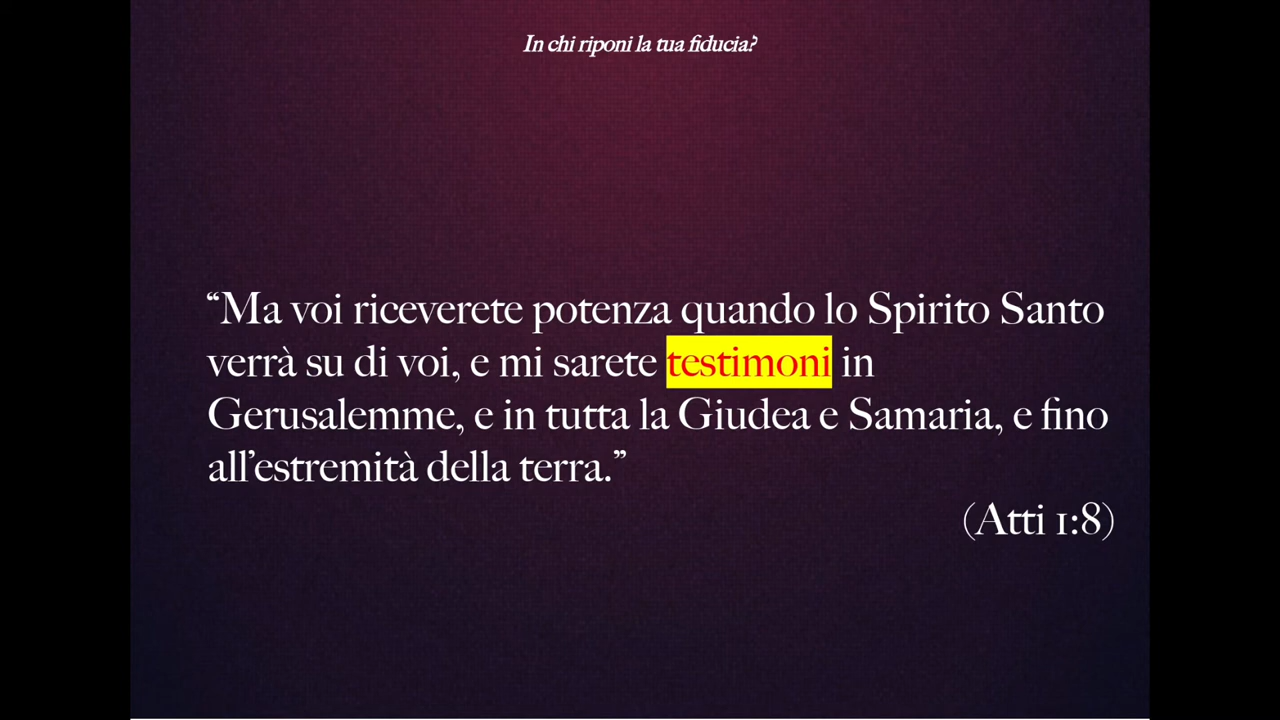 In chi riponi la tua fiducia?
“Ma voi riceverete potenza quando lo Spirito Santo
verrà su di voi, e mi sarete testimoni in
Gerusalemme, e in tutta la Giudea e Samaria, e fino
all’estremità della terra.”
(Atti 1:8)